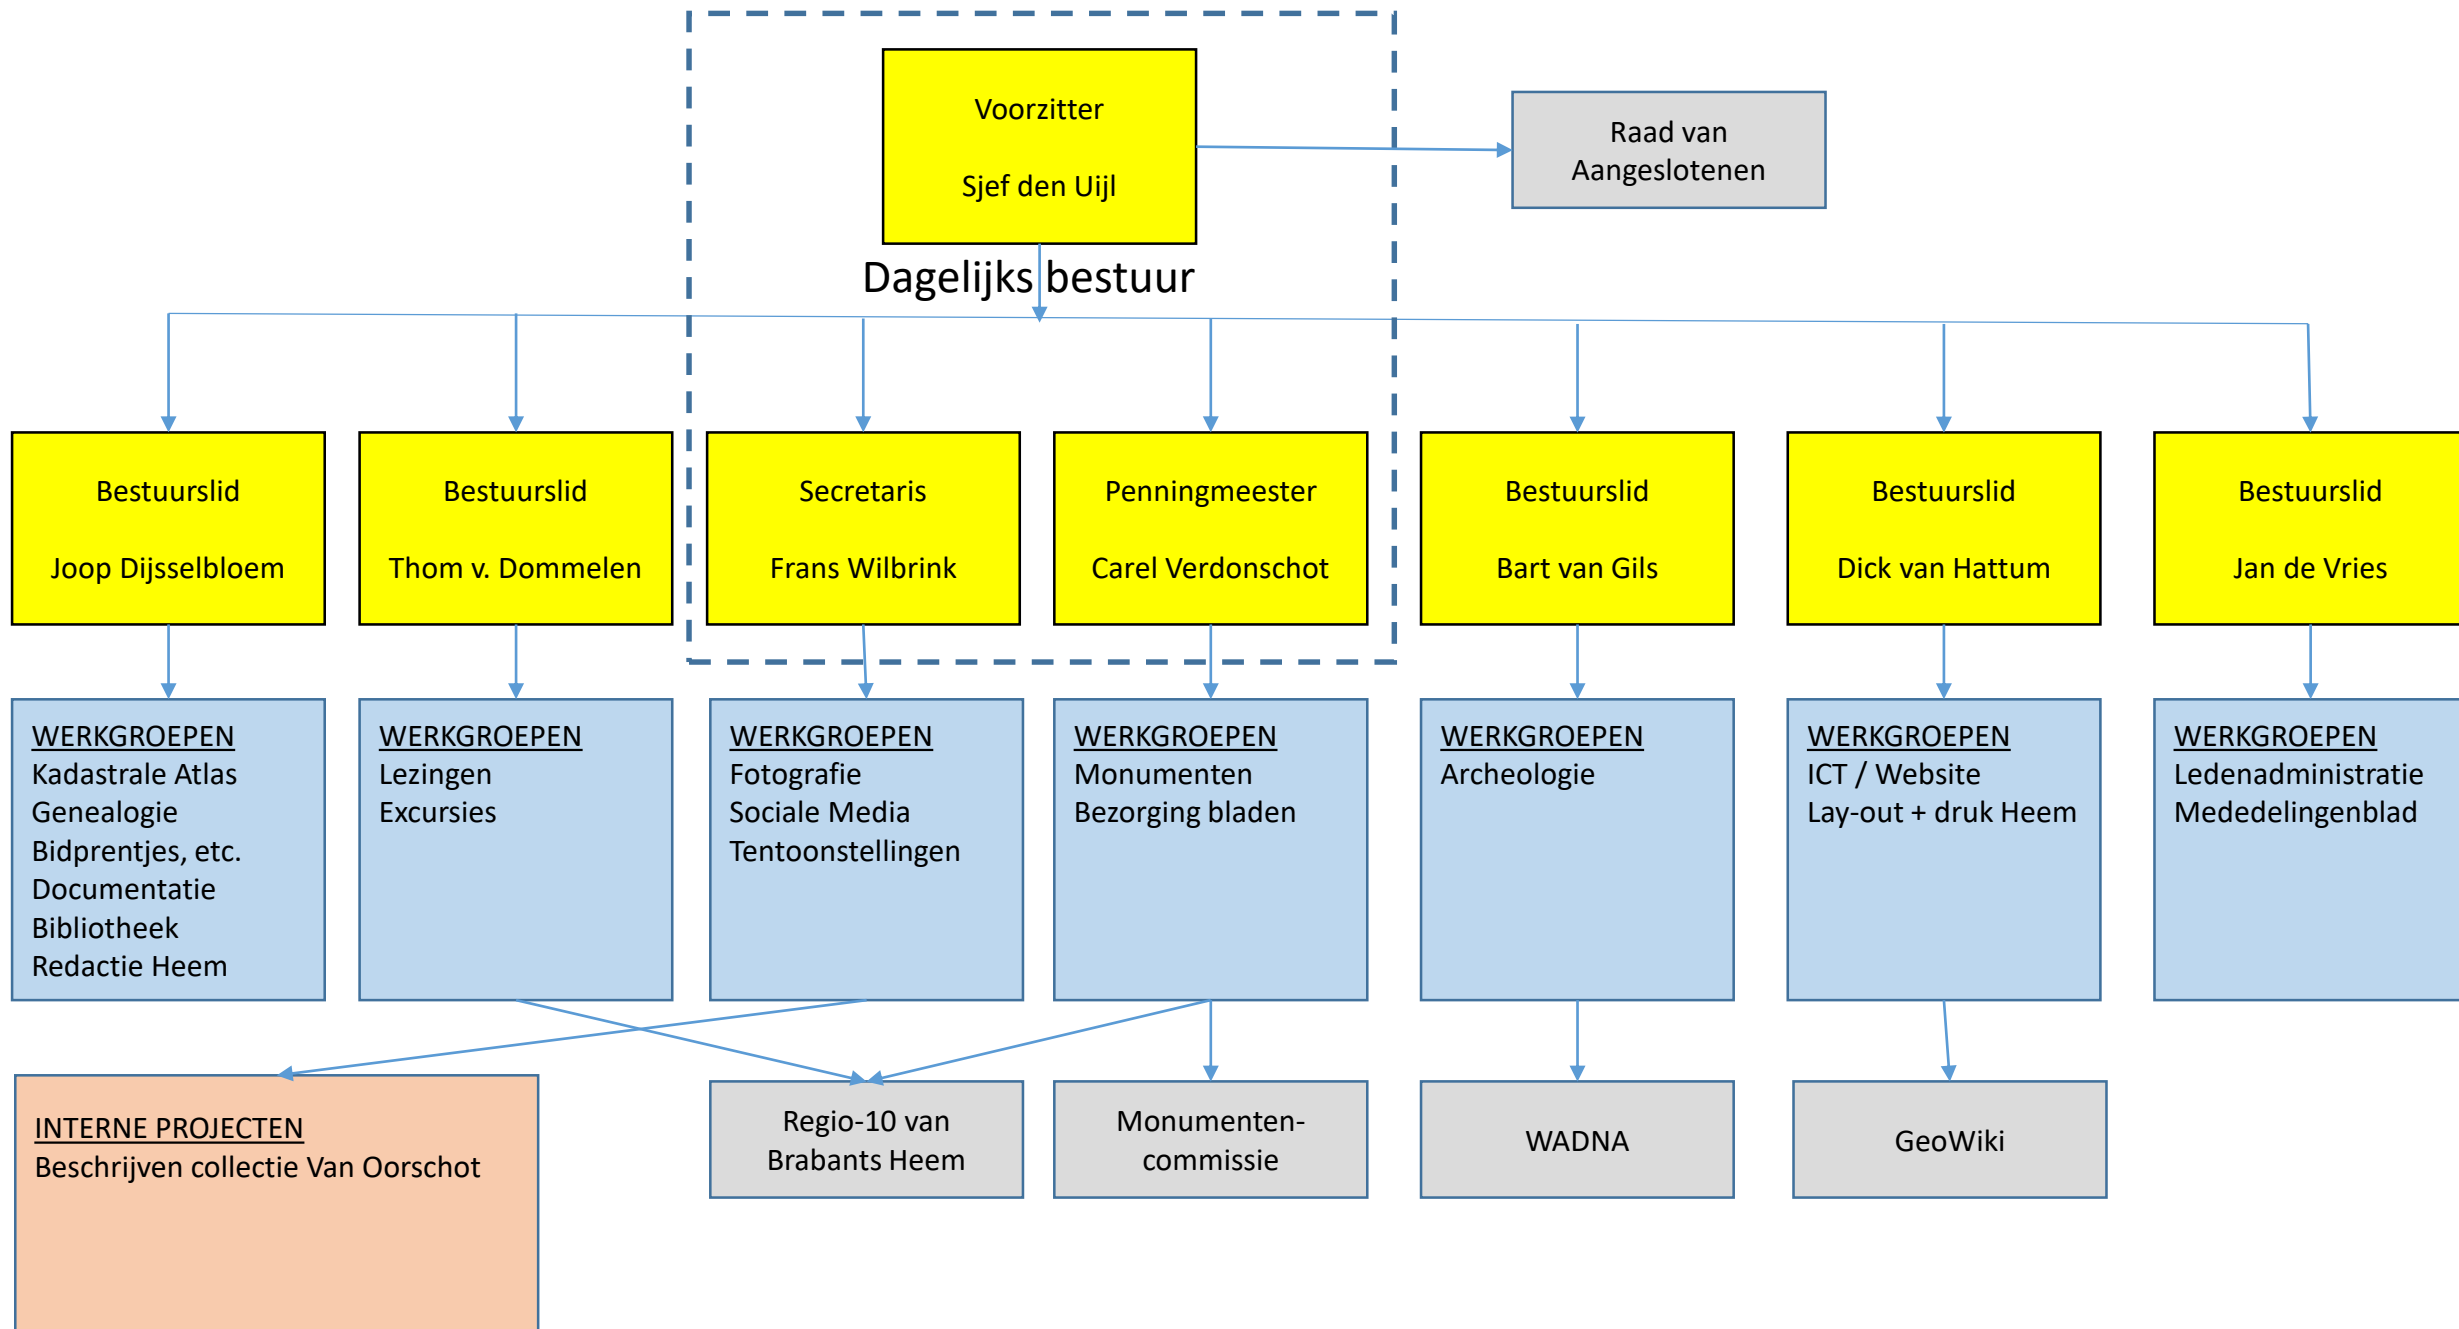 Voorzitter
Sjef den Uijl
Raad van
Aangeslotenen
Dagelijks bestuur
Bestuurslid
Joop Dijsselbloem
Bestuurslid
Thom v. Dommelen
Secretaris
Frans Wilbrink
Penningmeester
Carel Verdonschot
Bestuurslid
Bart van Gils
Bestuurslid
Dick van Hattum
Bestuurslid
Jan de Vries
WERKGROEPEN
Kadastrale Atlas
Genealogie
Bidprentjes, etc.
Documentatie
Bibliotheek
Redactie Heem
WERKGROEPEN
Lezingen
Excursies
WERKGROEPEN
Fotografie
Sociale Media
Tentoonstellingen
WERKGROEPEN
Monumenten
Bezorging bladen
WERKGROEPEN
Archeologie
WERKGROEPEN
ICT / Website
Lay-out + druk Heem
WERKGROEPEN
Ledenadministratie
Mededelingenblad
INTERNE PROJECTEN
Beschrijven collectie Van Oorschot
Regio-10 van
Brabants Heem
Monumenten-
commissie
WADNA
GeoWiki